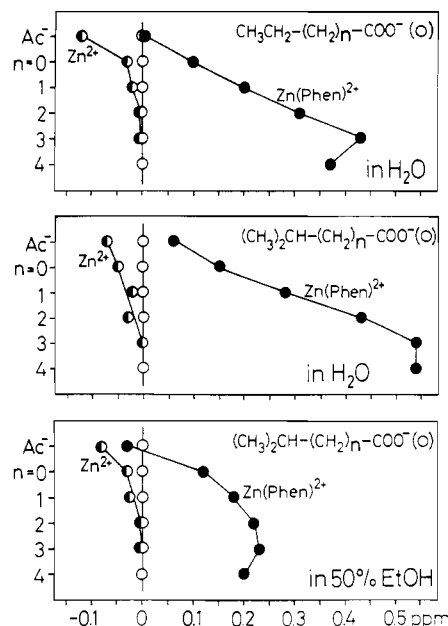 Ac⁻ CH₃CH₂-(CH₂)n-COO⁻ (o)
Zn²⁺
n=0
1 Zn(Phen)²⁺
2
3
4 in H₂O
Ac⁻ (CH₃)₂CH-(CH₂)n-COO⁻(o)
Zn²⁺
n=0
1 Zn(Phen)²⁺
2
3
4 in H₂O
Ac⁻ (CH₃)₂CH-(CH₂)n-COO⁻(o)
Zn²⁺
n=0
1 Zn(Phen)²⁺
2
3
4 in 50% EtOH
-0.1 0 0.1 0.2 0.3 0.4 0.5 ppm